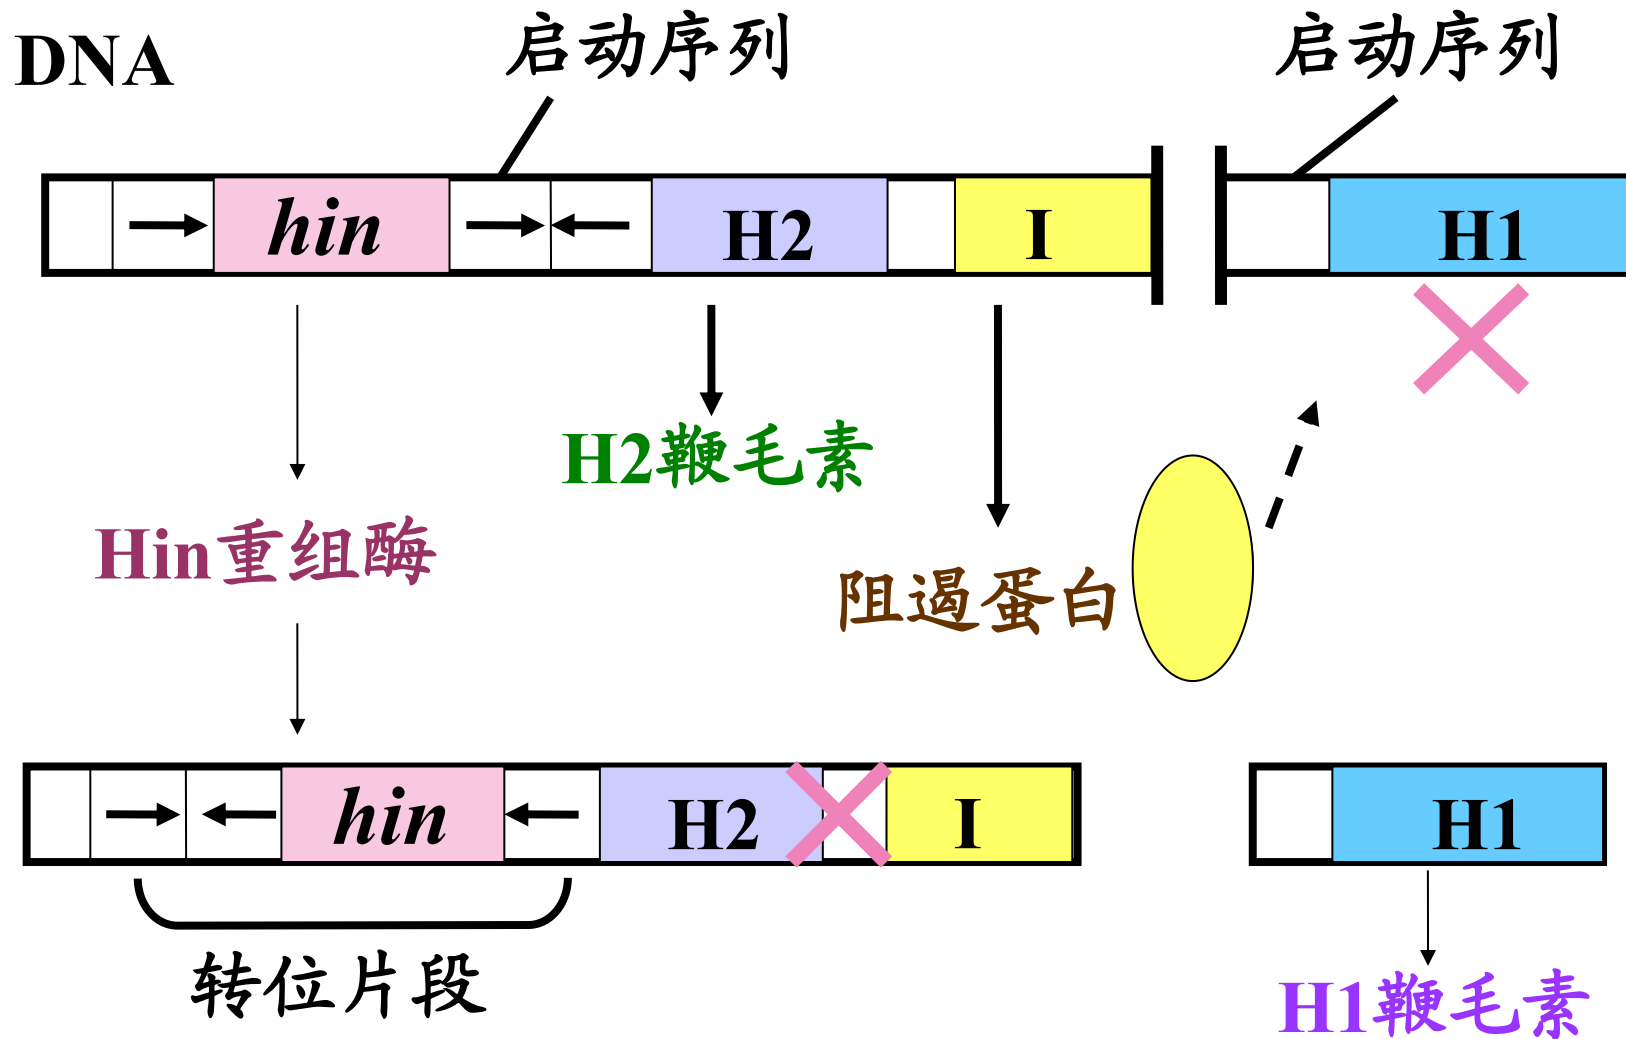 DNA
启动序列
启动序列
hin
H2
I
H1
H2鞭毛素
Hin重组酶
阻遏蛋白
hin
H2
I
H1
转位片段
H1鞭毛素